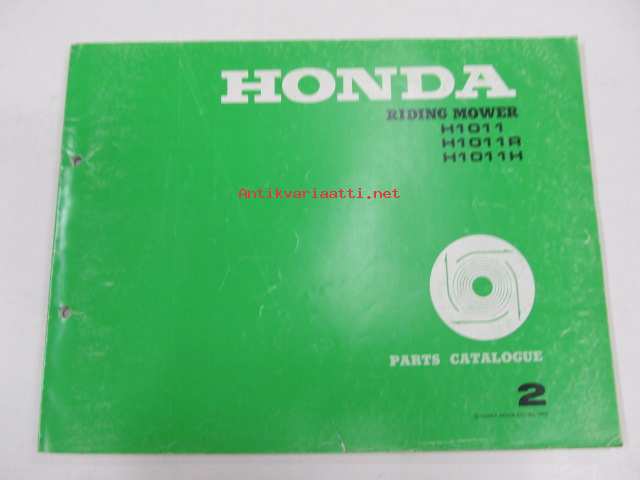 HONDA
RIDING MOWER
H1011
H1011R
H1011H
Antikvariaatti.net
PARTS CATALOGUE
2